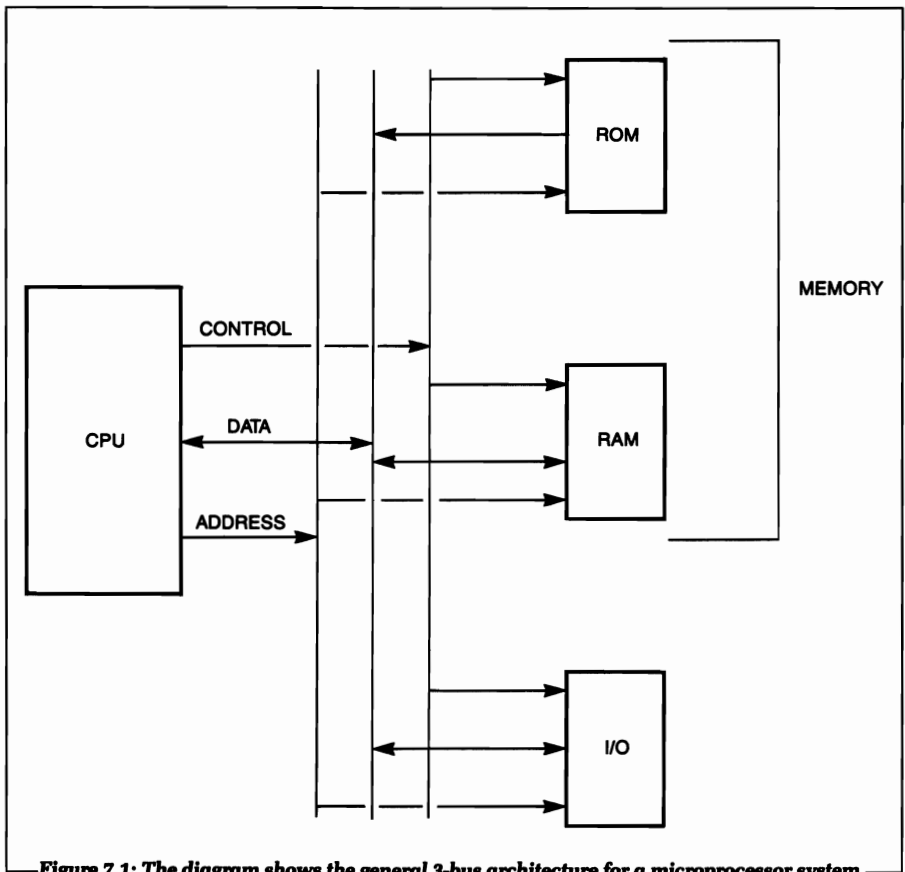 ROM
MEMORY
CONTROL
CPU
DATA
RAM
ADDRESS
I/O
Figure 7.1: The diagram shows the general 3-bus architecture for a microprocessor system